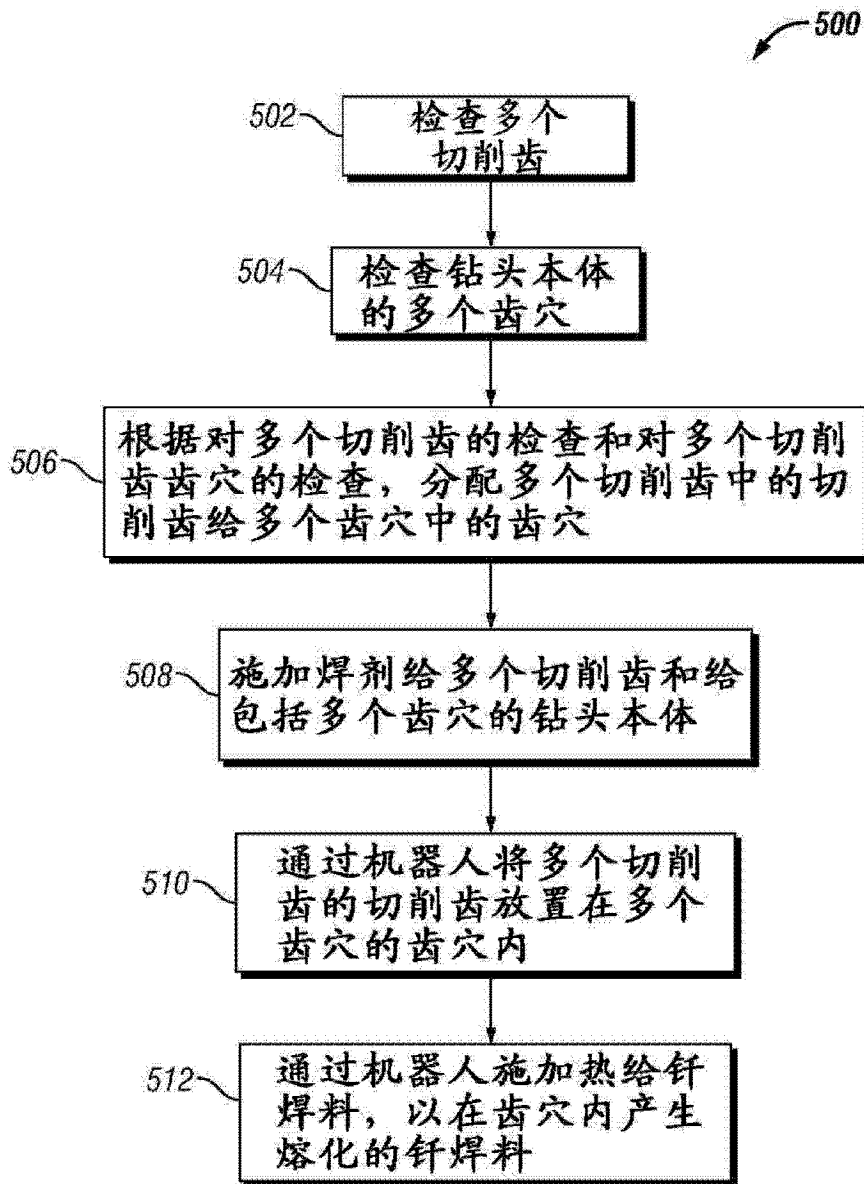 500
502
检查多个
切削齿
504
检查钻头本体
的多个齿穴
506
根据对多个切削齿的检查和对多个切削
齿齿穴的检查，分配多个切削齿中的切
削齿给多个齿穴中的齿穴
508
施加焊剂给多个切削齿和给
包括多个齿穴的钻头本体
510
通过机器人将多个切削
齿的切削齿放置在多个
齿穴的齿穴内
512
通过机器人施加热给钎
焊料，以在齿穴内产生
熔化的钎焊料